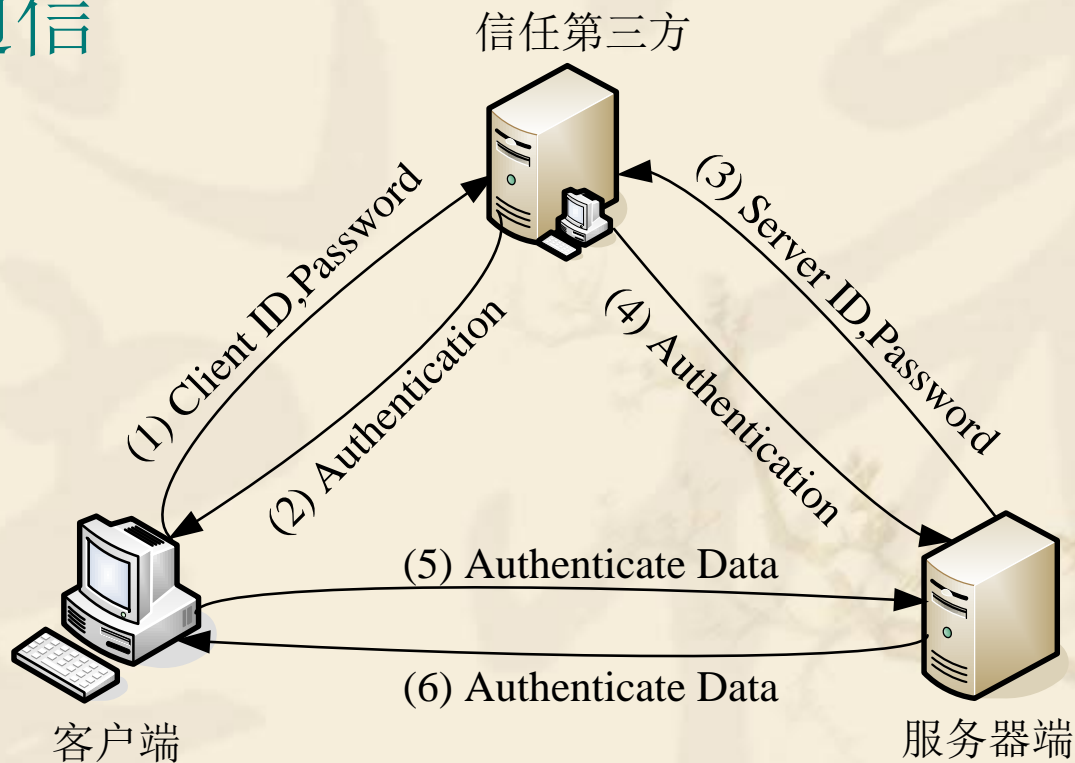 信
信任第三方
(1) Client ID,Password
(2) Authentication
(3) Server ID,Password
(4) Authentication
(5) Authenticate Data
(6) Authenticate Data
客户端
服务器端